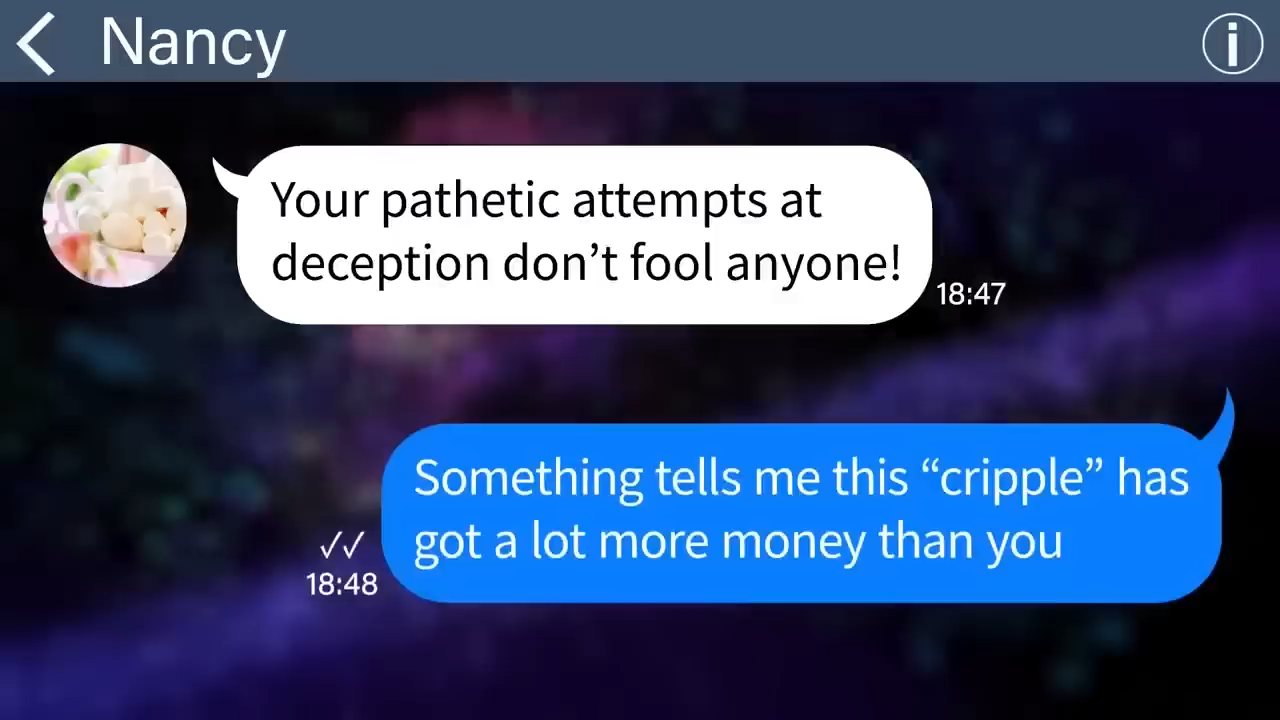 Nancy
Your pathetic attempts at
deception don’t fool anyone!
18:47
Something tells me this “cripple” has
got a lot more money than you
18:48